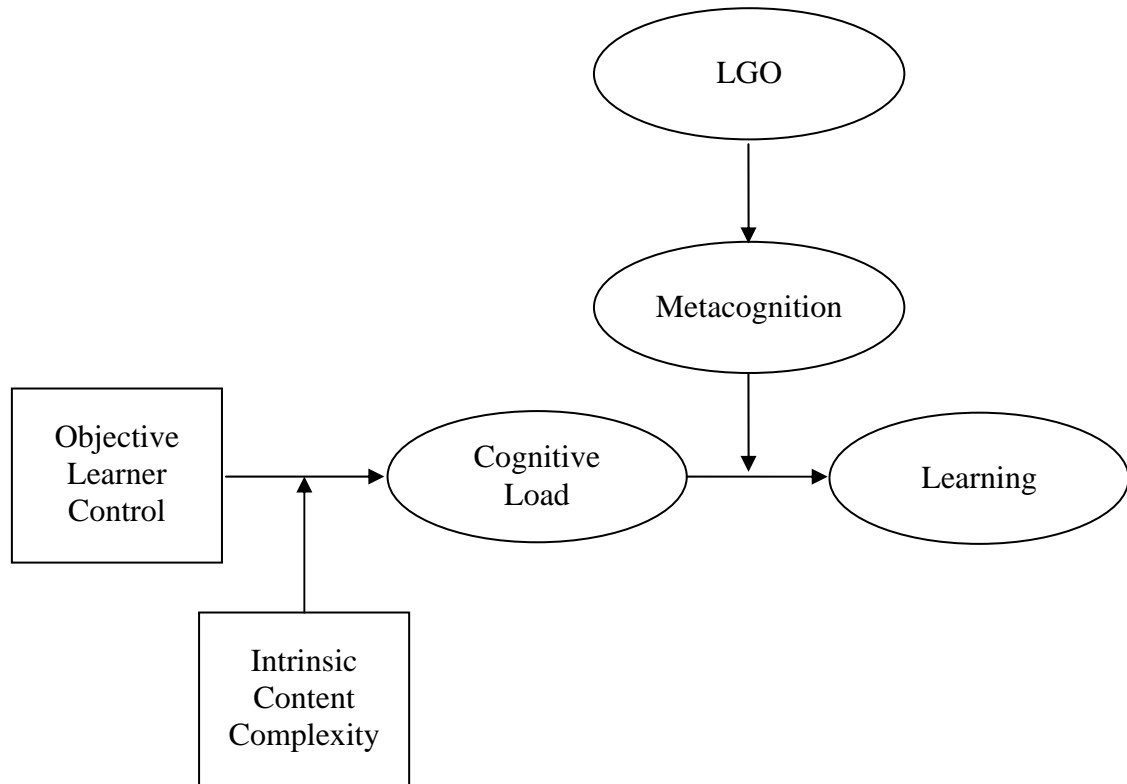 LGO
Metacognition
Objective
Learner
Control
Cognitive
Load
Learning
Intrinsic
Content
Complexity